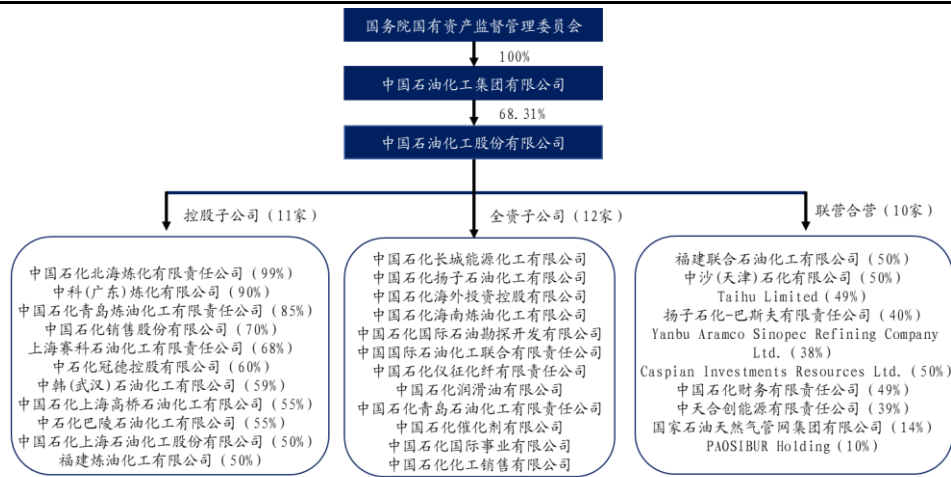 国务院国有资产监督管理委员会
100%
中国石油化工集团有限公司
68.31%
中国石油化工股份有限公司
控股子公司（11家）
中国石化北海炼化有限责任公司（99%）
中科(广东)炼化有限公司（90%）
中国石化青岛炼油化工有限责任公司（85%）
中国石化销售股份有限公司（70%）
上海赛科石油化工有限责任公司（68%）
中石化冠德控股有限公司（60%）
中韩(武汉)石油化工有限公司（59%）
中国石化上海高桥石油化工有限公司（55%）
中石化巴陵石油化工有限公司（55%）
中国石化上海石油化工股份有限公司（50%）
福建炼油化工有限公司（50%）
全资子公司（12家）
中国石化长城能源化工有限公司
中国石化扬子石油化工有限公司
中国石化海外投资控股有限公司
中国石化海南炼油化工有限公司
中国石化国际石油勘探开发有限公司
中国国际石油化工联合有限责任公司
中国石化仪征化纤有限责任公司
中国石化润滑油有限公司
中国石化青岛石油化工有限责任公司
中国石化催化剂有限公司
中国石化国际事业有限公司
中国石化化工销售有限公司
联营合营（10家）
福建联合石油化工有限公司（50%）
中沙(天津)石化有限公司（50%）
Taihu Limited（49%）
扬子石化-巴斯夫有限责任公司（40%）
Yanbu Aramco Sinopec Refining Company
Ltd.（38%）
Caspian Investments Resources Ltd.（50%）
中国石化财务有限责任公司（49%）
中天合创能源有限责任公司（39%）
国家石油天然气管网集团有限公司（14%）
PAOSIBUR Holding（10%）